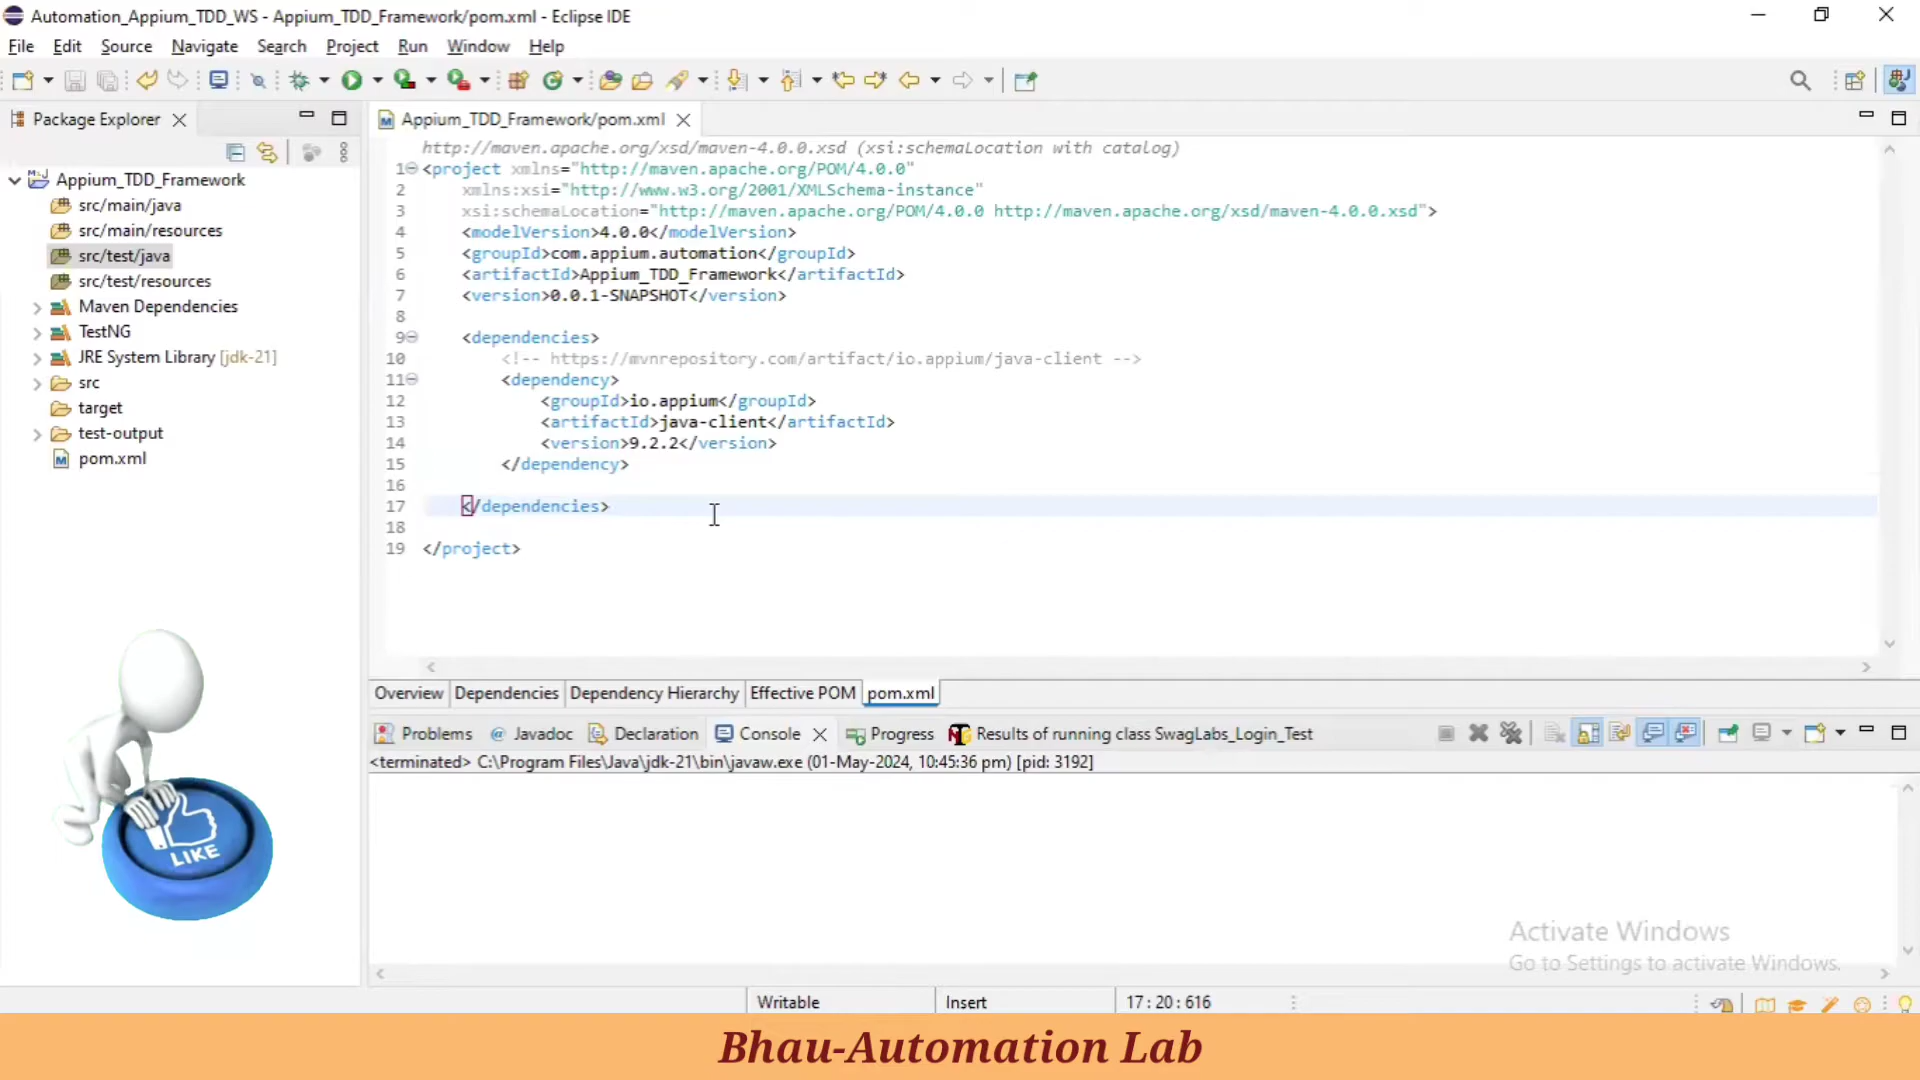 Automation_Appium_TDD_WS - Appium_TDD_Framework/pom.xml - Eclipse IDE
File Edit Source Navigate Search Project Run Window Help
Package Explorer
Appium_TDD_Framework
src/main/java
src/main/resources
src/test/java
src/test/resources
Maven Dependencies
TestNG
JRE System Library [jdk-21]
src
target
test-output
pom.xml
Appium_TDD_Framework/pom.xml
http://maven.apache.org/xsd/maven-4.0.0.xsd (xsi:schemaLocation with catalog)
1 <project xmlns="http://maven.apache.org/POM/4.0.0"
2 xmlns:xsi="http://www.w3.org/2001/XMLSchema-instance"
3 xsi:schemaLocation="http://maven.apache.org/POM/4.0.0 http://maven.apache.org/xsd/maven-4.0.0.xsd">
4 <modelVersion>4.0.0</modelVersion>
5 <groupId>com.appium.automation</groupId>
6 <artifactId>Appium_TDD_Framework</artifactId>
7 <version>0.0.1-SNAPSHOT</version>
8
9 <dependencies>
10 <!-- https://mvnrepository.com/artifact/io.appium/java-client -->
11 <dependency>
12 <groupId>io.appium</groupId>
13 <artifactId>java-client</artifactId>
14 <version>9.2.2</version>
15 </dependency>
16
17 </dependencies>
18
19 </project>
Overview Dependencies Dependency Hierarchy Effective POM pom.xml
Problems Javadoc Declaration Console Progress Results of running class SwagLabs_Login_Test
<terminated> C:\Program Files\Java\jdk-21\bin\javaw.exe (01-May-2024, 10:45:36 pm) [pid: 3192]
LIKE
Activate Windows
Go to Settings to activate Windows.
Writable Insert 17 : 20 : 616
Bhau-Automation Lab